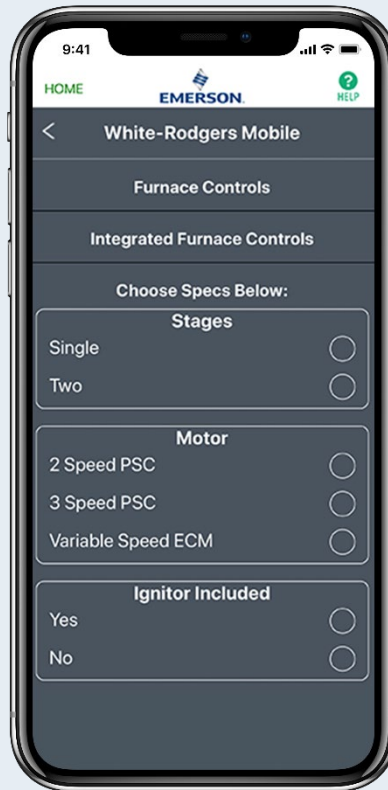 9:41
HOME
EMERSON
HELP
< White-Rodgers Mobile
Furnace Controls
Integrated Furnace Controls
Choose Specs Below:
Stages
Single
Two
Motor
2 Speed PSC
3 Speed PSC
Variable Speed ECM
Ignitor Included
Yes
No